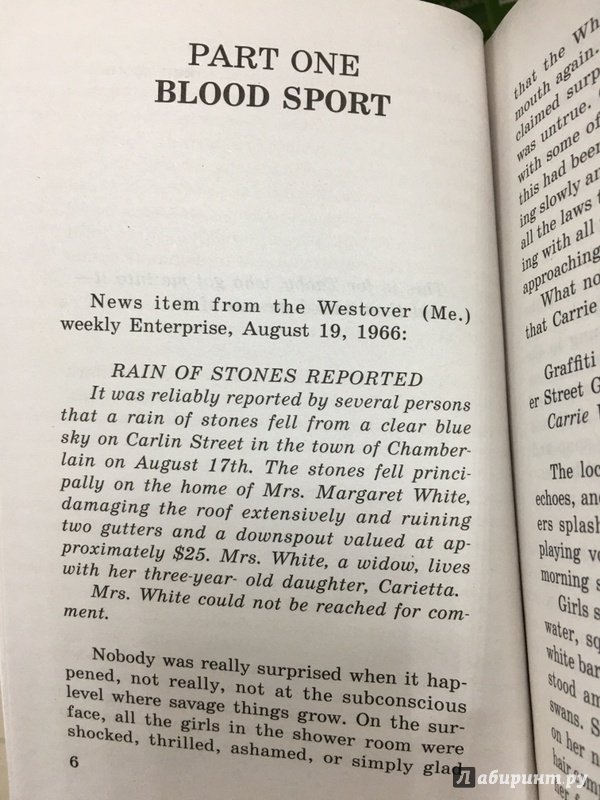 PART ONE
BLOOD SPORT
News item from the Westover (Me.)
weekly Enterprise, August 19, 1966:
RAIN OF STONES REPORTED
It was reliably reported by several persons
that a rain of stones fell from a clear blue
sky on Carlin Street in the town of Chamber-
lain on August 17th. The stones fell princi-
pally on the home of Mrs. Margaret White,
damaging the roof extensively and ruining
two gutters and a downspout valued at ap-
proximately $25. Mrs. White, a widow, lives
with her three-year- old daughter, Carietta.
Mrs. White could not be reached for com-
ment.
Nobody was really surprised when it hap-
pened, not really, not at the subconscious
level where savage things grow. On the sur-
face, all the girls in the shower room were
shocked, thrilled, ashamed, or simply glad
6
that the
mouth again.
claimed
was untrue.
with some of
this had been
ing slowly
all the laws
ing with all
approaching
What
that Carrie
Graffiti
er Street
Carrie
The
echoes, and
ers
playing
morning
Girls
water,
white
stood
swans.
on her
Лабиринт.ру